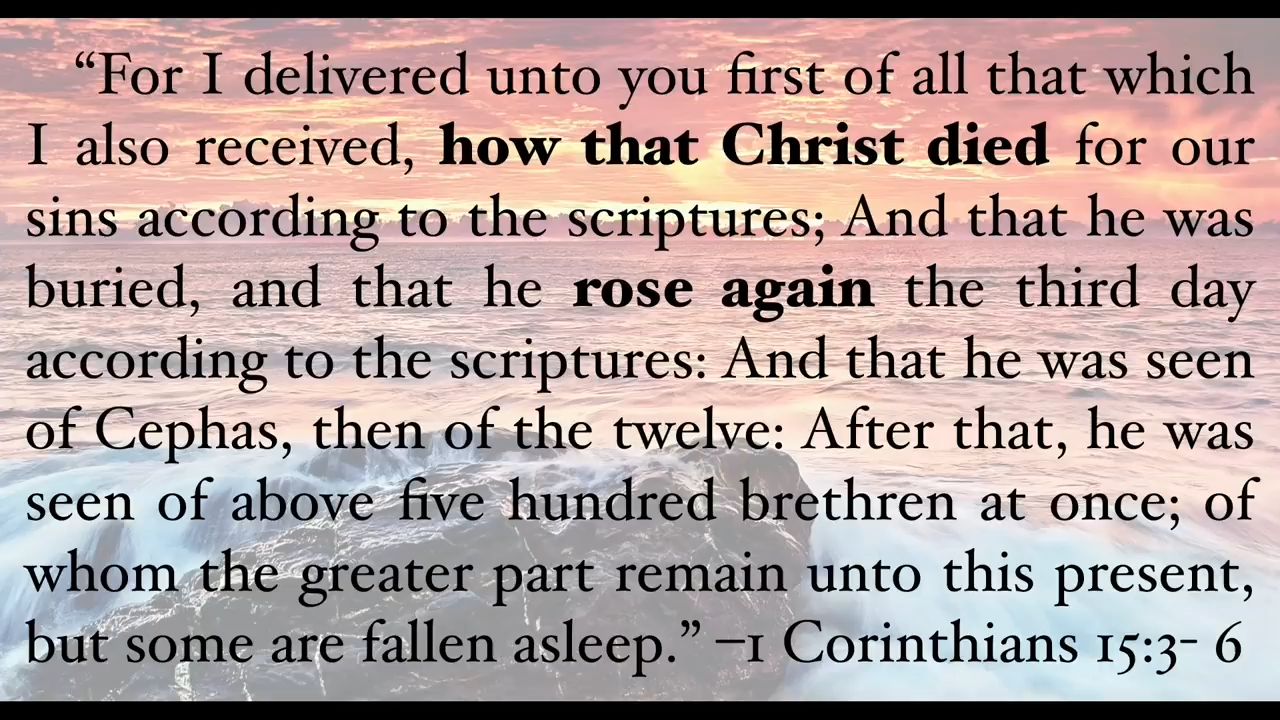 “For I delivered unto you first of all that which
I also received, how that Christ died for our
sins according to the scriptures; And that he was
buried, and that he rose again the third day
according to the scriptures: And that he was seen
of Cephas, then of the twelve: After that, he was
seen of above five hundred brethren at once; of
whom the greater part remain unto this present,
but some are fallen asleep.” –1 Corinthians 15:3- 6